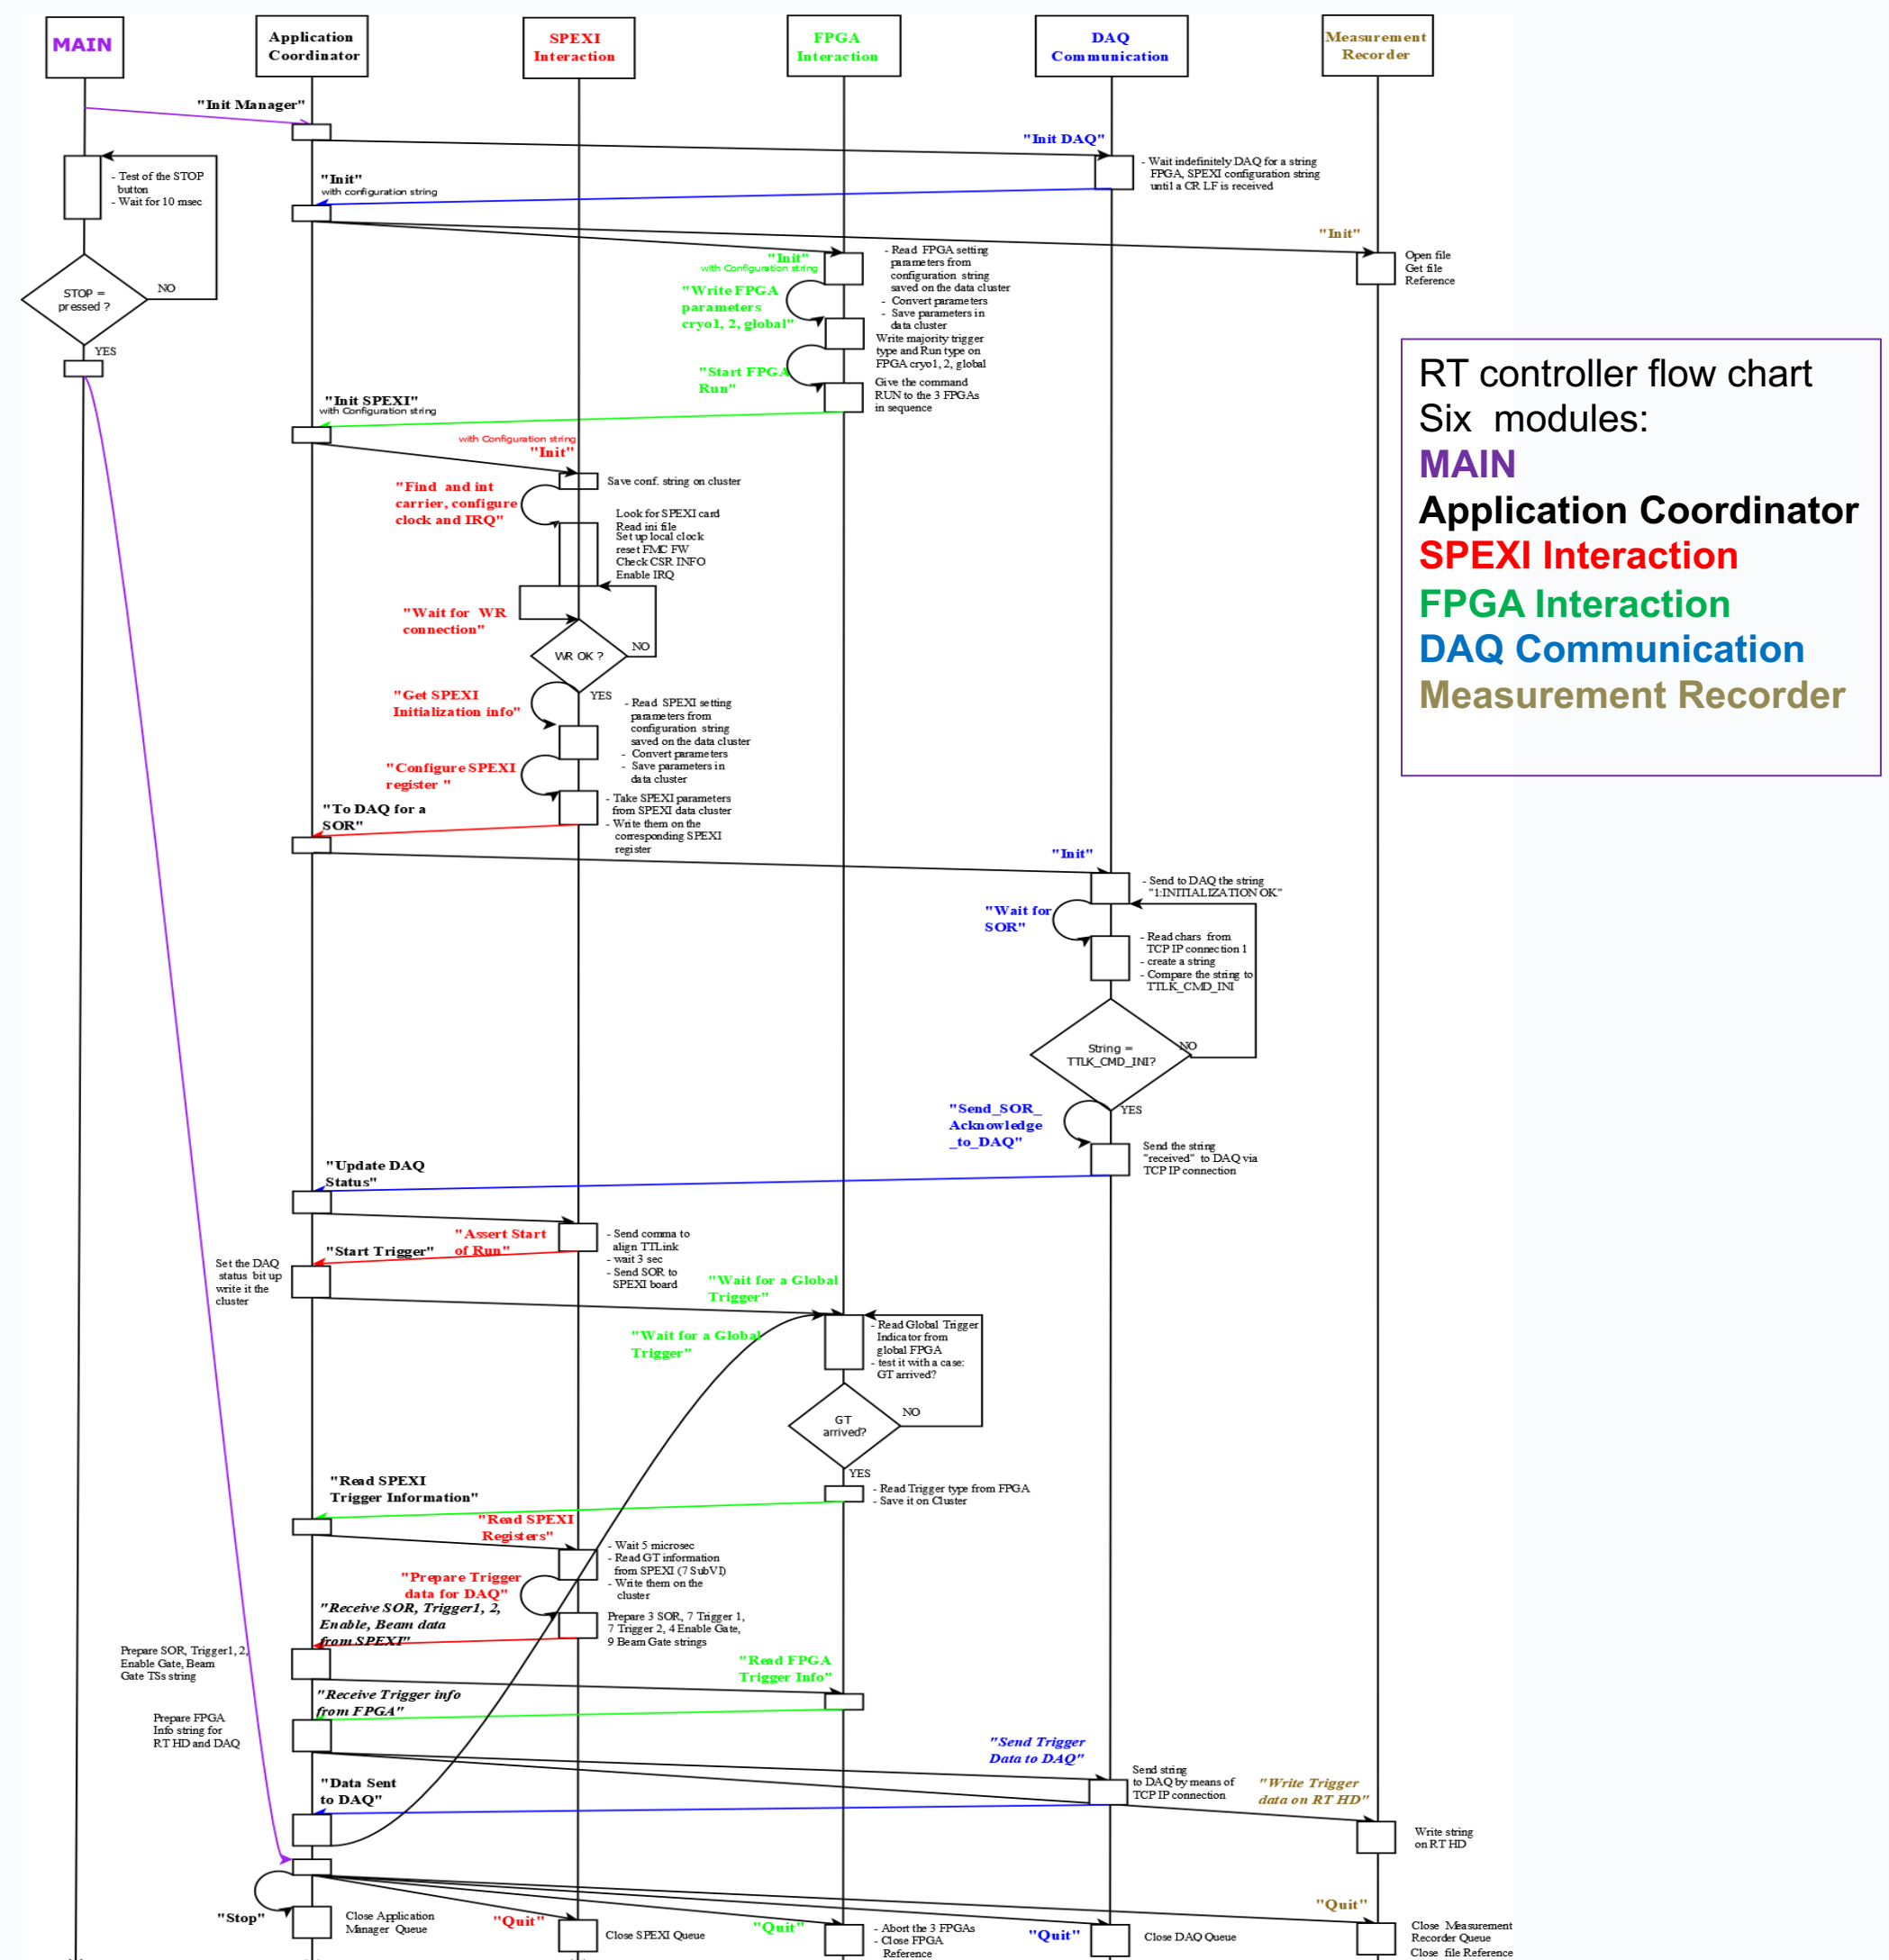 MAIN
Application
Coordinator
SPEXI
Interaction
FPGA
Interaction
DAQ
Communication
Measurement
Recorder
"Init Manager"
"Init DAQ"
- Wait indefinitely DAQ for a string
FPGA, SPEXI configuration string
until a CR LF is received
- Test of the STOP
button
- Wait for 10 msec
"Init"
with configuration string
"Init"
Open file
Get file
Reference
STOP =
pressed ?
NO
YES
"Init"
with Configuration string
- Read FPGA setting
parameters from
configuration string
saved on the data cluster
- Convert parameters
- Save parameters in
data cluster
"Write FPGA
parameters
cryo1, 2, global"
Write majority trigger
type and Run type on
FPGA cryo1, 2, global
"Start FPGA
Run"
Give the command
RUN to the 3 FPGAs
in sequence
RT controller flow chart
Six modules:
MAIN
Application Coordinator
SPEXI Interaction
FPGA Interaction
DAQ Communication
Measurement Recorder
"Init SPEXI"
with Configuration string
with Configuration string
"Init"
Save conf. string on cluster
"Find and int
carrier, configure
clock and IRQ"
Look for SPEXI card
Read ini file
Set up local clock
reset FMC FW
Check CSR INFO
Enable IRQ
"Wait for WR
connection"
WR OK ?
NO
YES
"Get SPEXI
Initialization info"
- Read SPEXI setting
parameters from
configuration string
saved on the data cluster
- Convert parameters
- Save parameters in
data cluster
"Configure SPEXI
register "
- Take SPEXI parameters
from SPEXI data cluster
- Write them on the
corresponding SPEXI
register
"To DAQ for a
SOR"
"Init"
- Send to DAQ the string
"1:INITIALIZATION OK"
"Wait for
SOR"
- Read chars from
TCP IP connection 1
- create a string
- Compare the string to
TTLK_CMD_INI
String =
TTLK_CMD_INI?
NO
YES
"Send_SOR_
Acknowledge
_to_DAQ"
Send the string
"received" to DAQ via
TCP IP connection
"Update DAQ
Status"
"Assert Start
of Run"
- Send comma to
align TTLink
- wait 3 sec
- Send SOR to
SPEXI board
"Start Trigger"
Set the DAQ
status bit up
write it the
cluster
"Wait for a Global
Trigger"
"Wait for a Global
Trigger"
- Read Global Trigger
Indicator from
global FPGA
- test it with a case:
GT arrived?
GT
arrived?
NO
YES
- Read Trigger type from FPGA
- Save it on Cluster
"Read SPEXI
Trigger Information"
"Read SPEXI
Registers"
- Wait 5 microsec
- Read GT information
from SPEXI (7 SubVI)
- Write them on the
cluster
"Prepare Trigger
data for DAQ"
Prepare 3 SOR, 7 Trigger 1,
7 Trigger 2, 4 Enable Gate,
9 Beam Gate strings
"Receive SOR, Trigger1, 2,
Enable, Beam data
from SPEXI"
Prepare SOR, Trigger1, 2,
Enable Gate, Beam
Gate TSs string
"Read FPGA
Trigger Info"
"Receive Trigger info
from FPGA"
Prepare FPGA
Info string for
RT HD and DAQ
"Send Trigger
Data to DAQ"
Send string
to DAQ by means of
TCP IP connection
"Write Trigger
data on RT HD"
"Data Sent
to DAQ"
Write string
on RT HD
"Stop"
Close Application
Manager Queue
"Quit"
Close SPEXI Queue
"Quit"
- Abort the 3 FPGAs
- Close FPGA
Reference
"Quit"
Close DAQ Queue
"Quit"
Close Measurement
Recorder Queue
Close file Reference